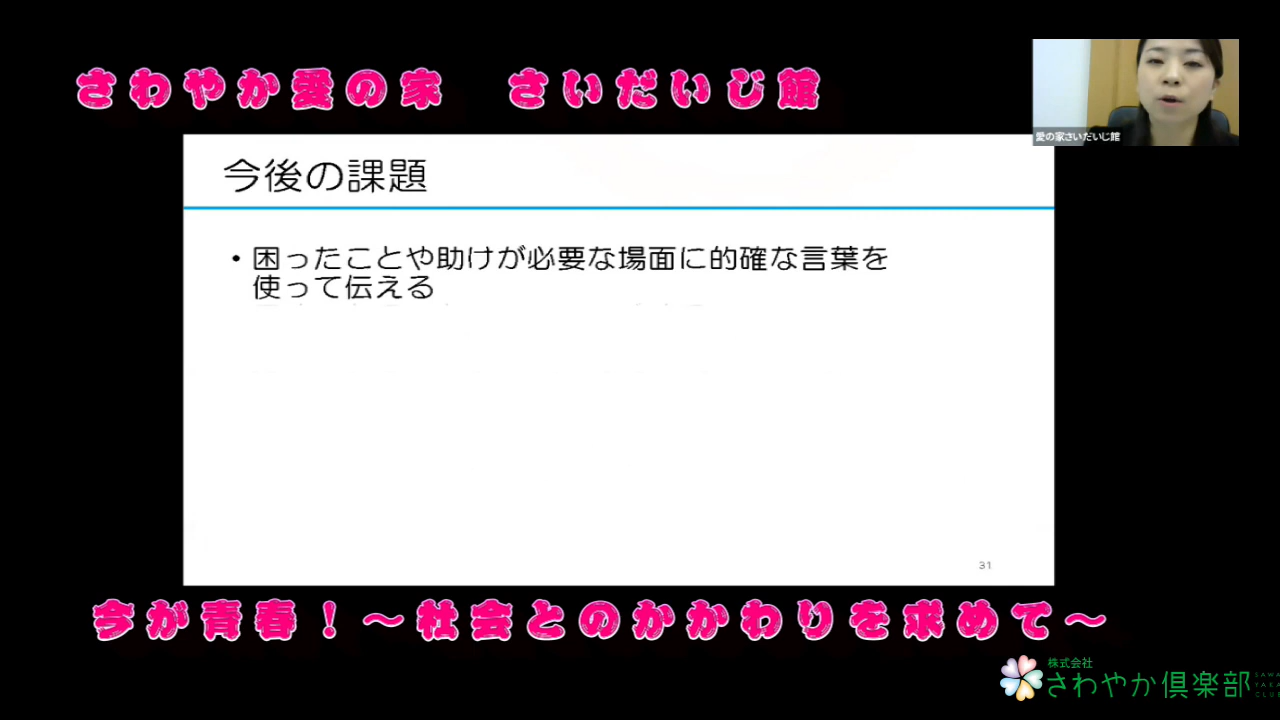 さわやか愛の家 さいだいじ館
愛の家さいだいじ館
今後の課題
・困ったことや助けが必要な場面に的確な言葉を
使って伝える
31
今が青春！～社会とのかかわりを求めて～
株式会社
さわやか倶楽部